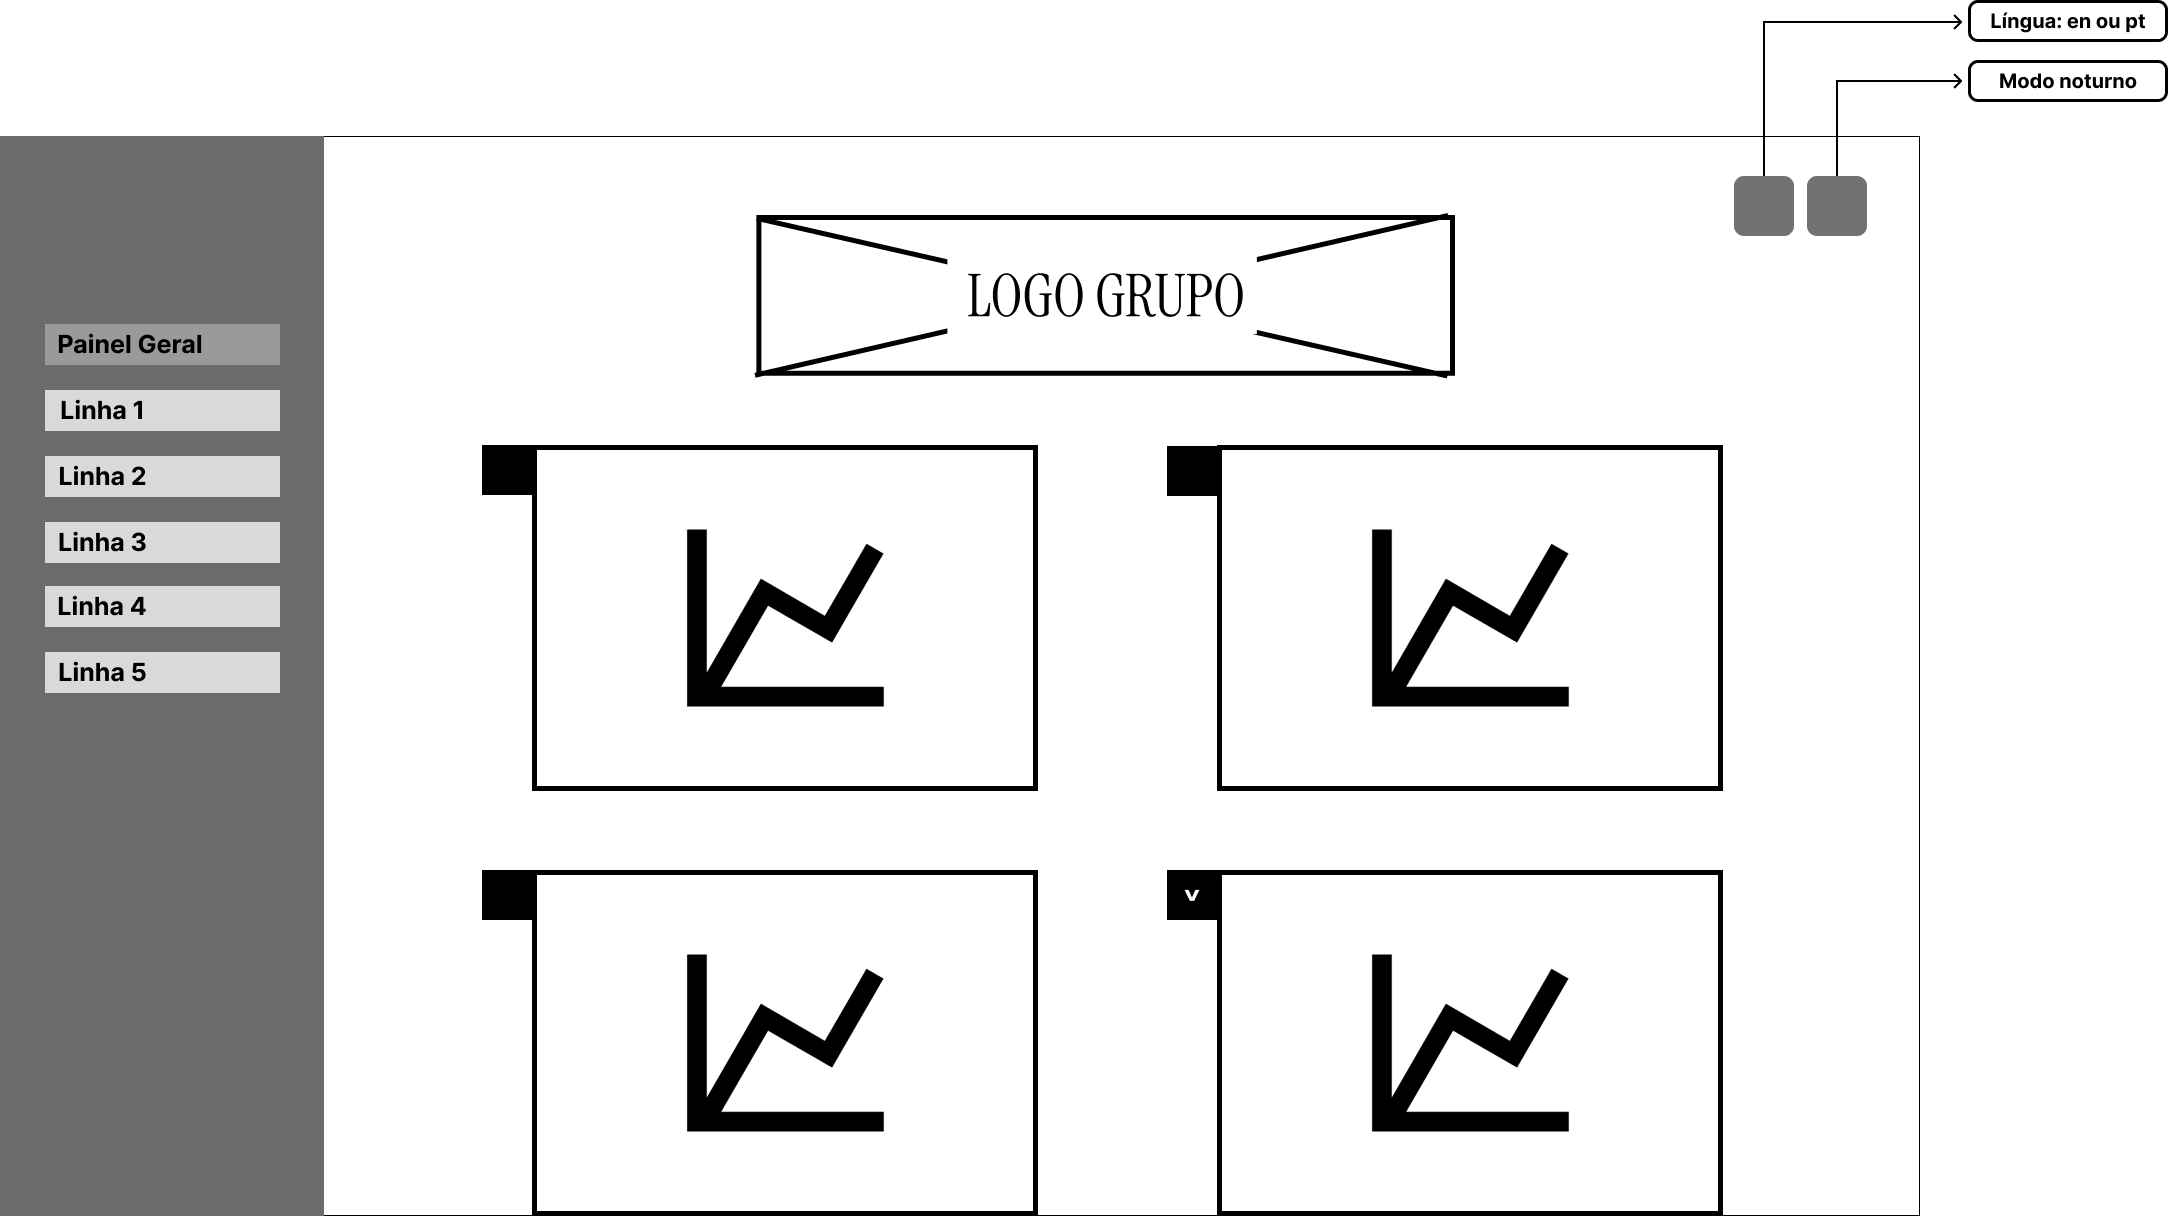 Língua: en ou pt
Modo noturno
LOGO GRUPO
Painel Geral
Linha 1
Linha 2
Linha 3
Linha 4
Linha 5
v